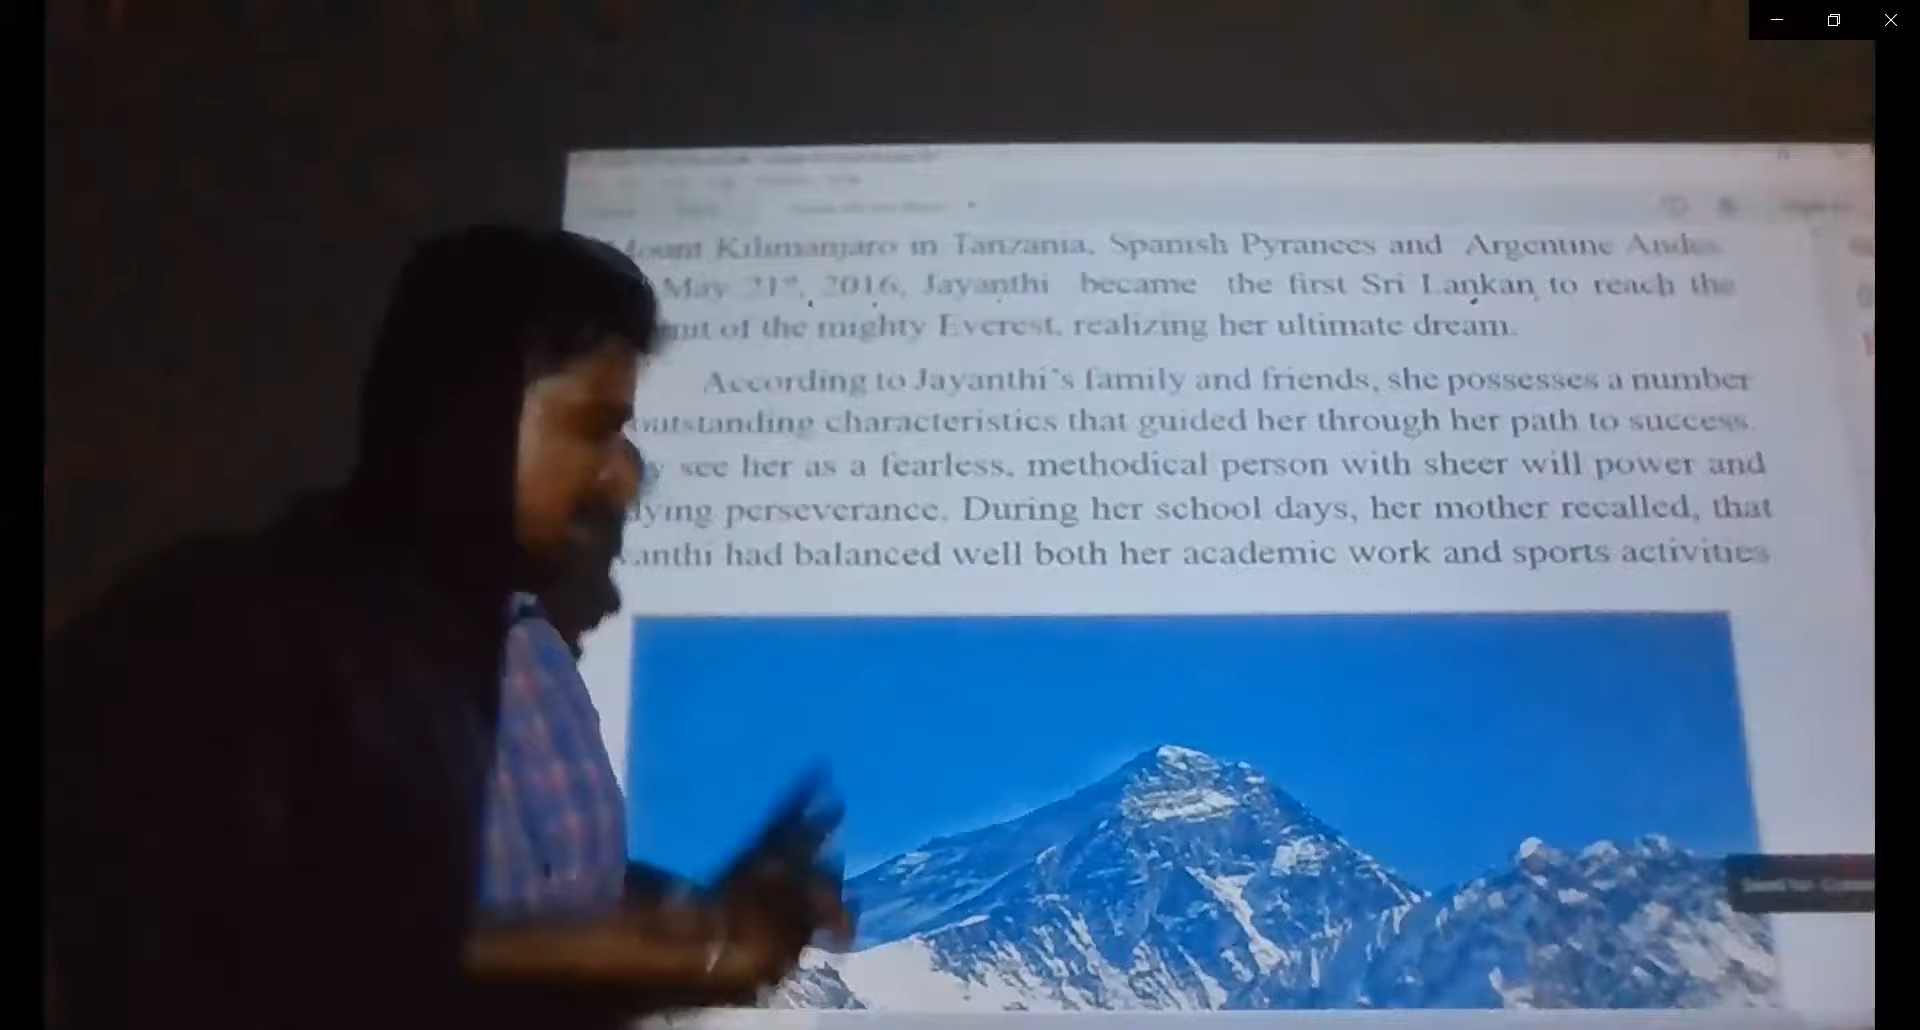 Mount Kilimanjaro in Tanzania, Spanish Pyranees and Argentine Andes
May 21st, 2016, Jayanthi became the first Sri Lankan to reach the
of the mighty Everest, realizing her ultimate dream.
According to Jayanthi's family and friends, she possesses a number
outstanding characteristics that guided her through her path to success.
see her as a fearless, methodical person with sheer will power and
perseverance. During her school days, her mother recalled, that
had balanced well both her academic work and sports activities